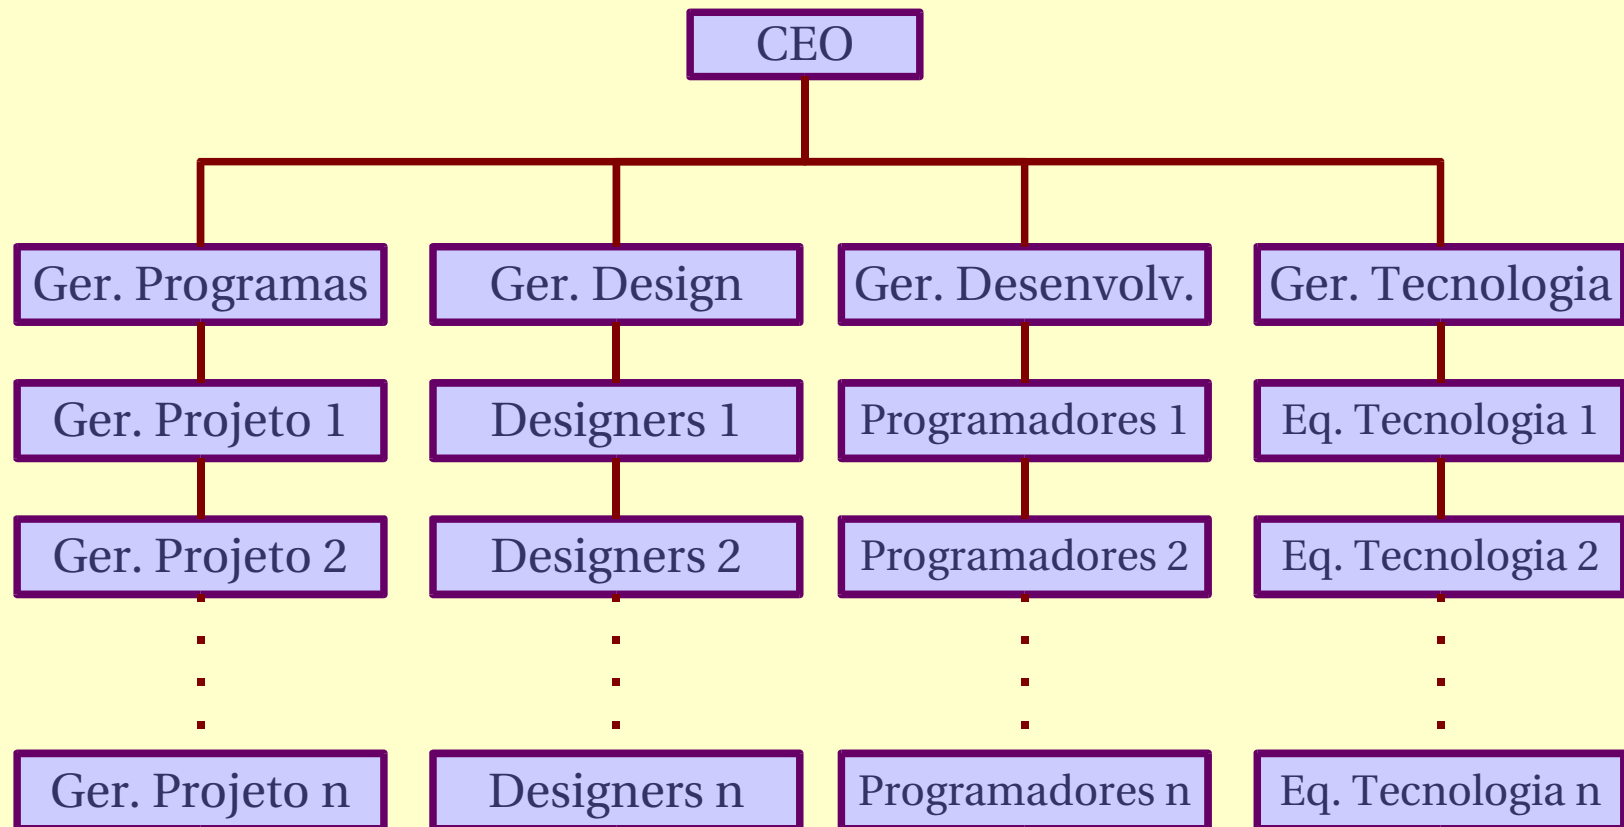 CEO
Ger. Programas
Ger. Design
Ger. Desenvolv.
Ger. Tecnologia
Ger. Projeto 1
Designers 1
Programadores 1
Eq. Tecnologia 1
Ger. Projeto 2
Designers 2
Programadores 2
Eq. Tecnologia 2
Ger. Projeto n
Designers n
Programadores n
Eq. Tecnologia n